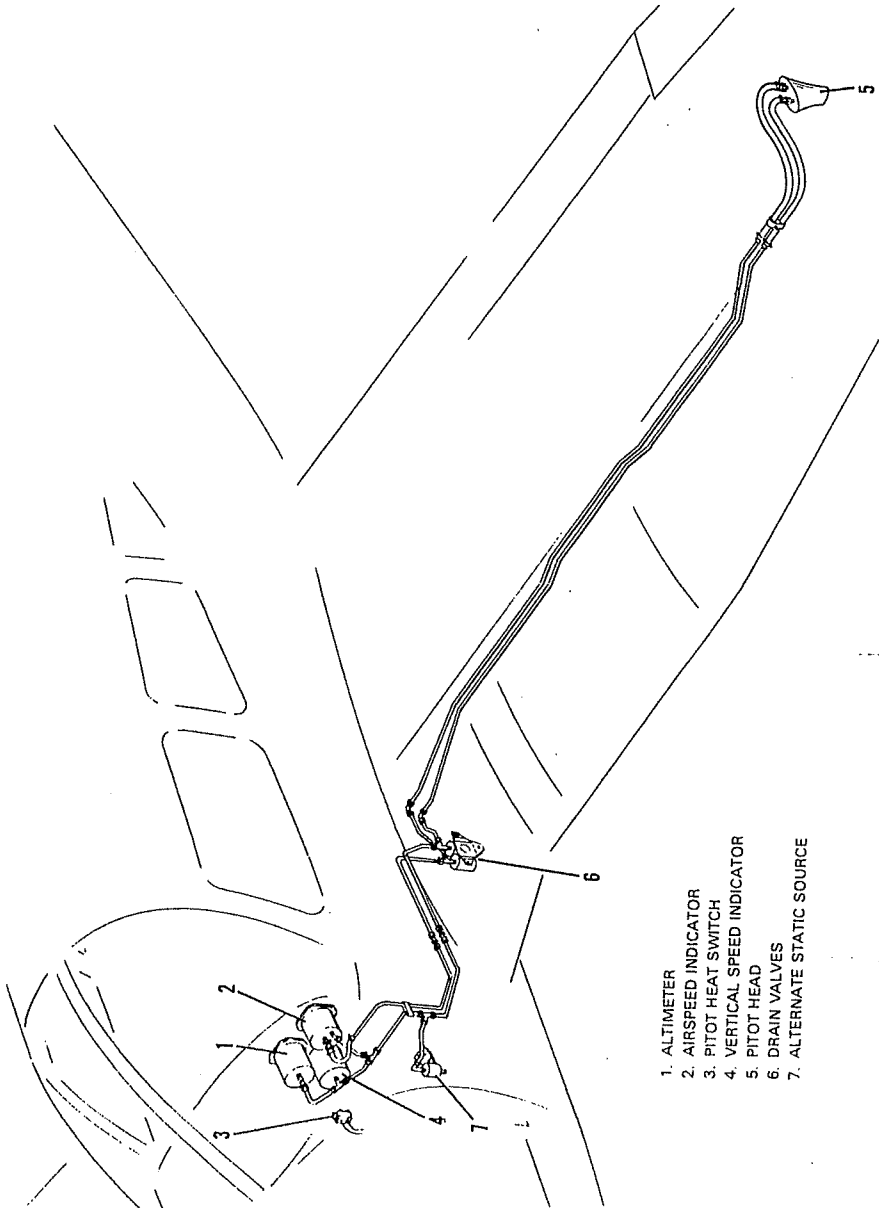 1
2
3
4
5
6
7
1. ALTIMETER
2. AIRSPEED INDICATOR
3. PITOT HEAT SWITCH
4. VERTICAL SPEED INDICATOR
5. PITOT HEAD
6. DRAIN VALVES
7. ALTERNATE STATIC SOURCE